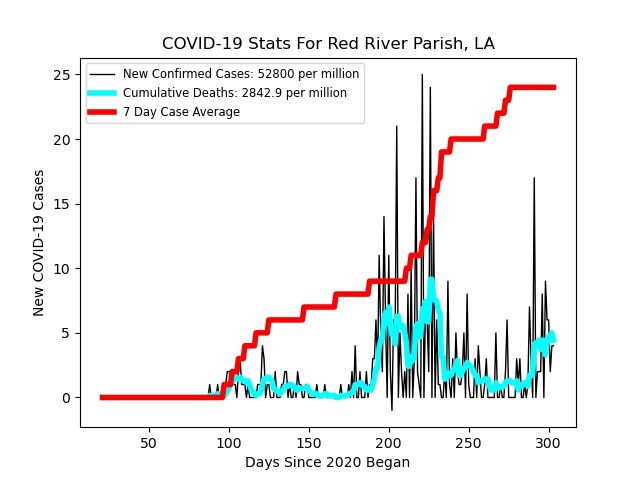 COVID-19 Stats For Red River Parish, LA
New Confirmed Cases: 52800 per million
Cumulative Deaths: 2842.9 per million
7 Day Case Average
New COVID-19 Cases
25
20
15
10
5
0
50 100 150 200 250 300
Days Since 2020 Began